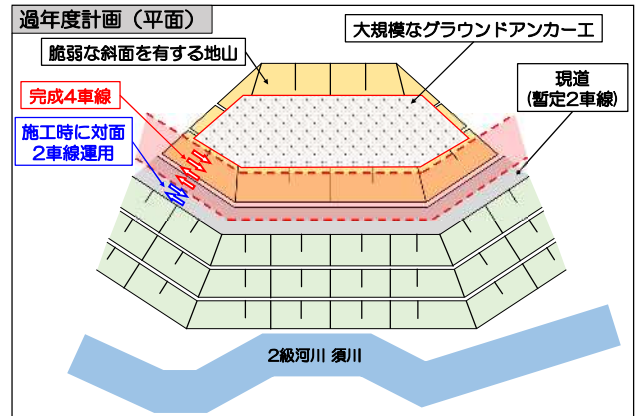 過年度計画（平面）
脆弱な斜面を有する地山
大規模なグラウンドアンカー工
完成4車線
現道
(暫定2車線)
施工時に対面
2車線運用
2級河川 須川